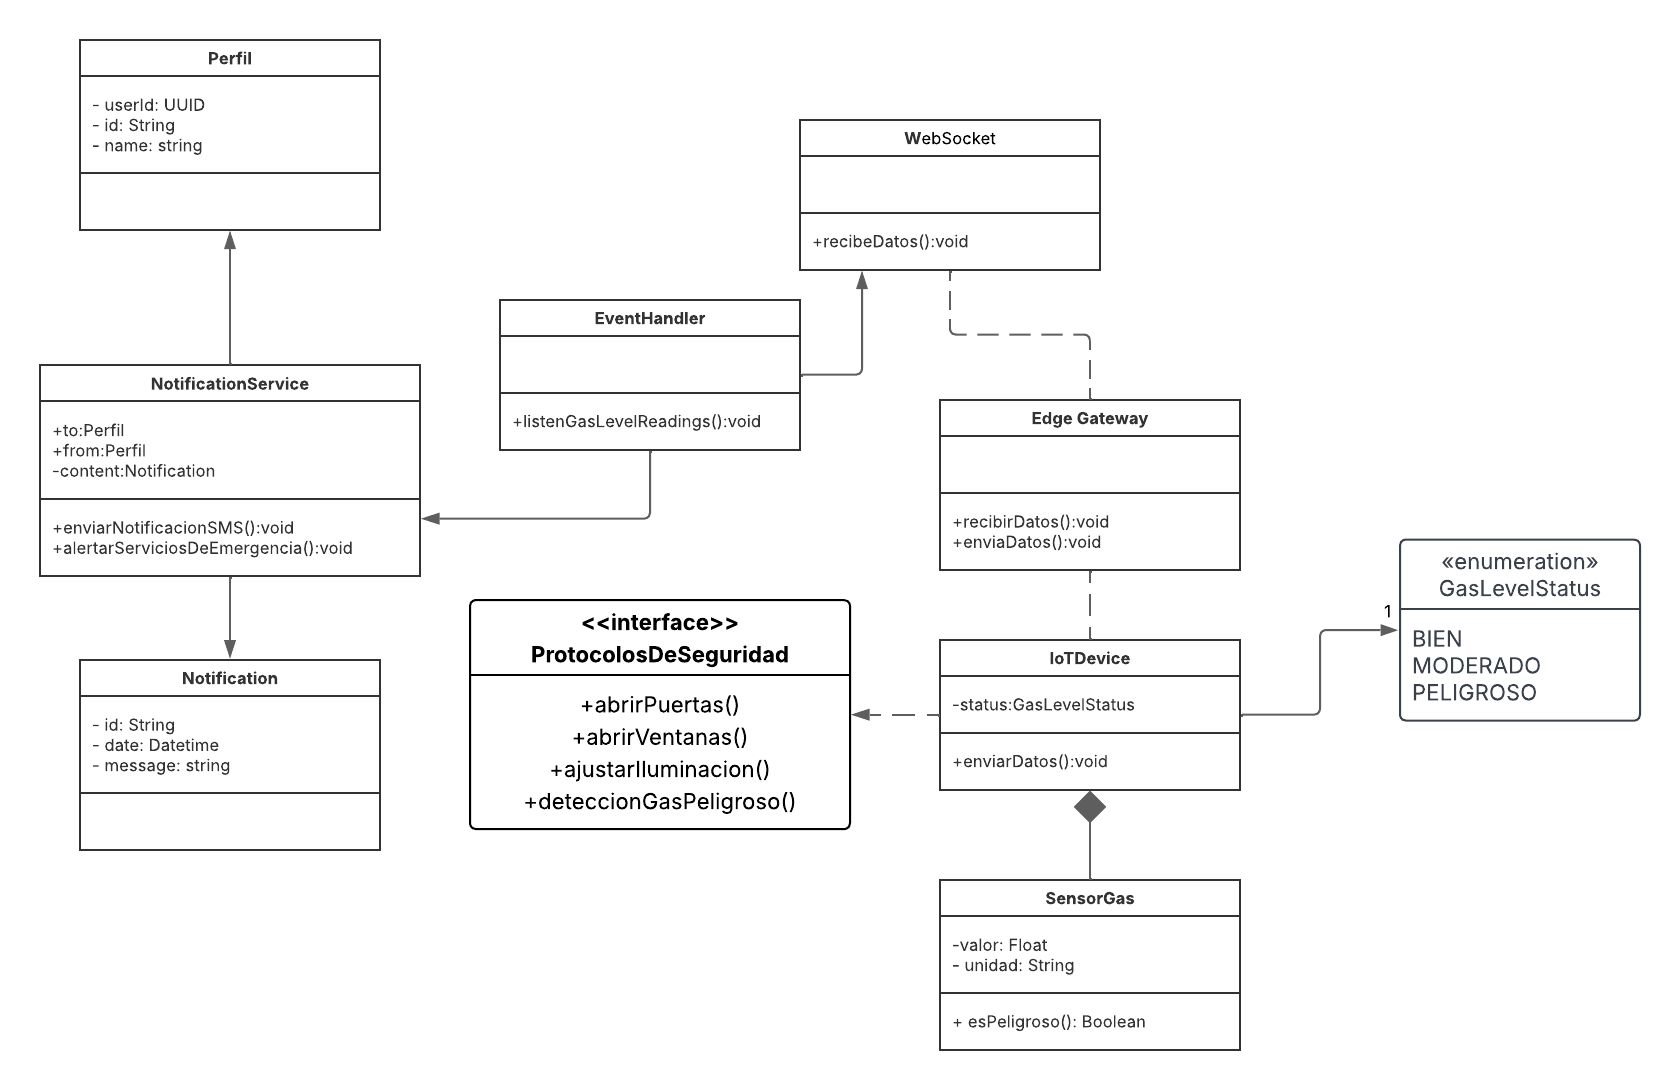 Perfil
- userId: UUID
- id: String
- name: string
WebSocket
+recibeDatos():void
EventHandler
+listenGasLevelReadings():void
NotificationService
+to:Perfil
+from:Perfil
-content:Notification
+enviarNotificacionSMS():void
+alertarServiciosDeEmergencia():void
Edge Gateway
+recibirDatos():void
+enviaDatos():void
«enumeration»
GasLevelStatus
1
BIEN
MODERADO
PELIGROSO
<<interface>>
ProtocolosDeSeguridad
+abrirPuertas()
+abrirVentanas()
+ajustarIluminacion()
+deteccionGasPeligroso()
IoTDevice
-status:GasLevelStatus
+enviarDatos():void
Notification
- id: String
- date: Datetime
- message: string
SensorGas
-valor: Float
- unidad: String
+ esPeligroso(): Boolean